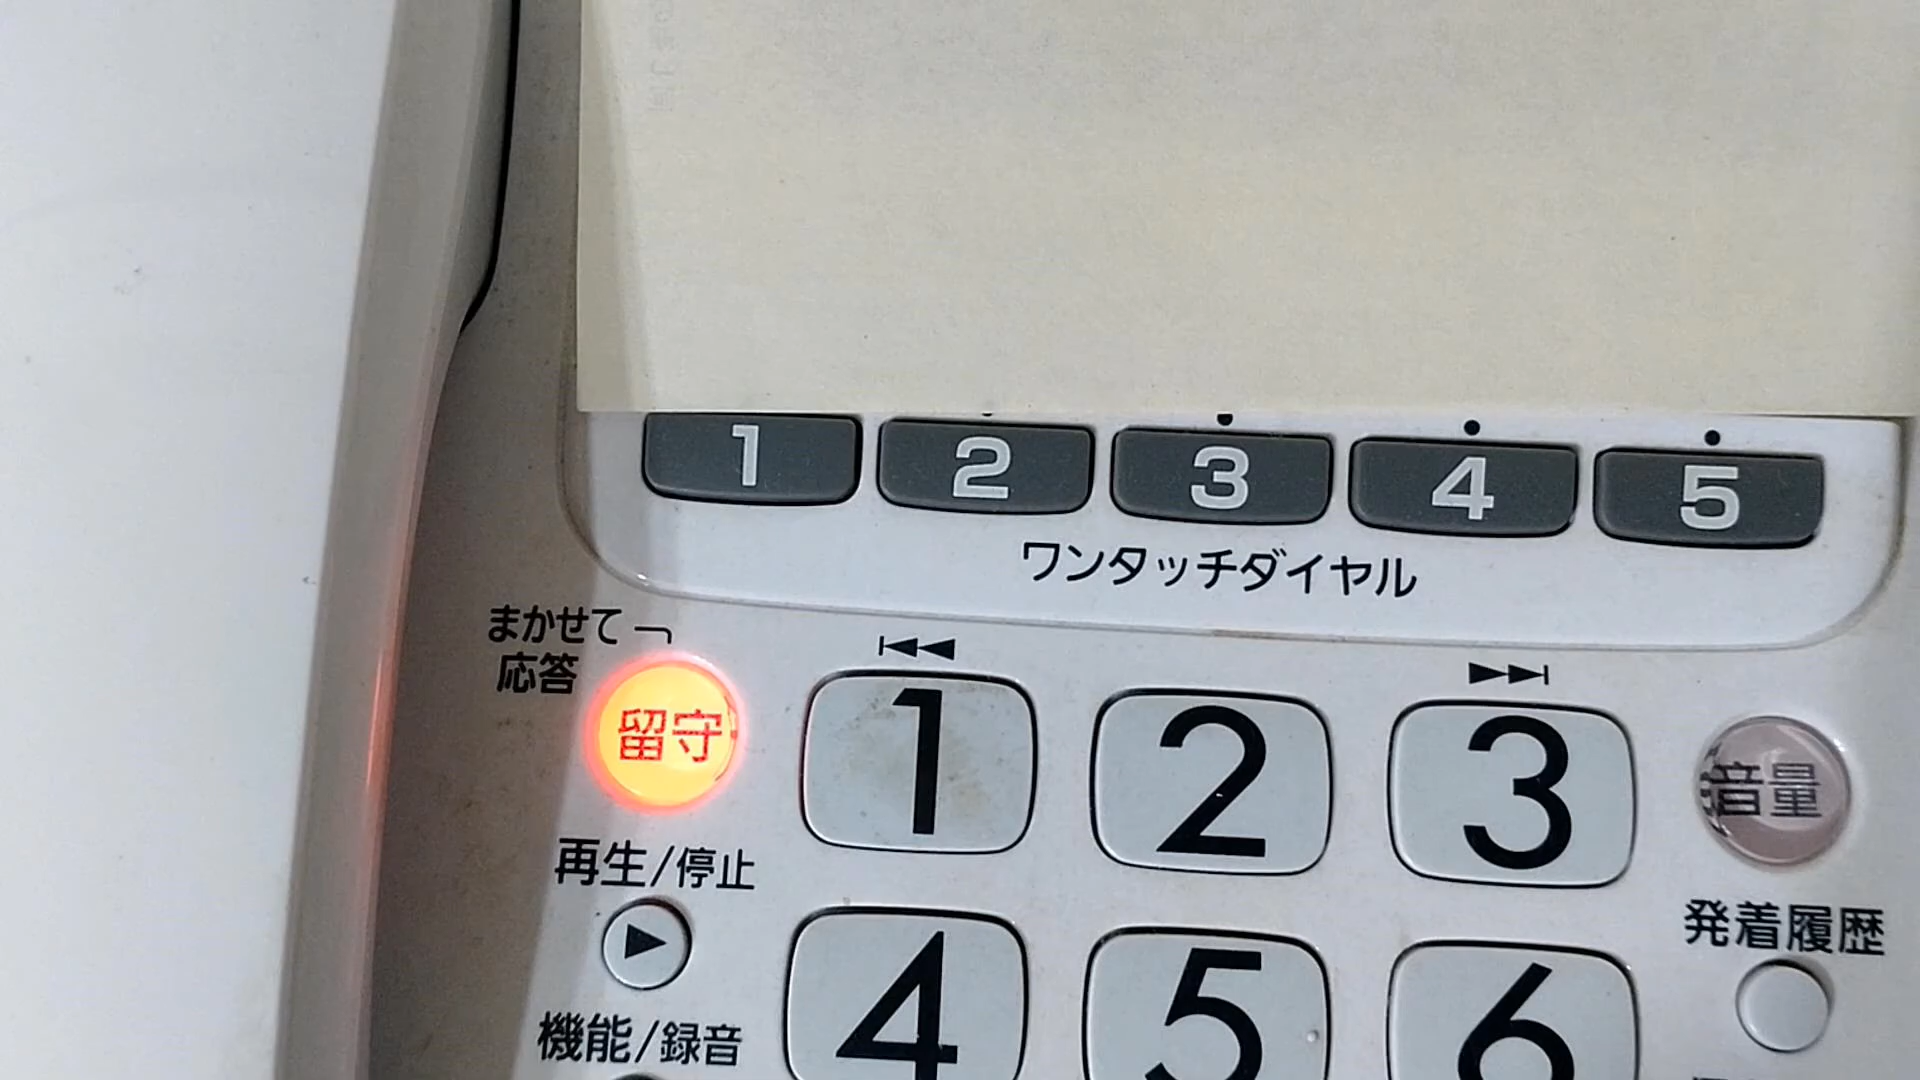 1 2 3 4 5
ワンタッチダイヤル
まかせて
応答
留守
1 2 3
音量
再生/停止
発着履歴
4 5 6
機能/録音